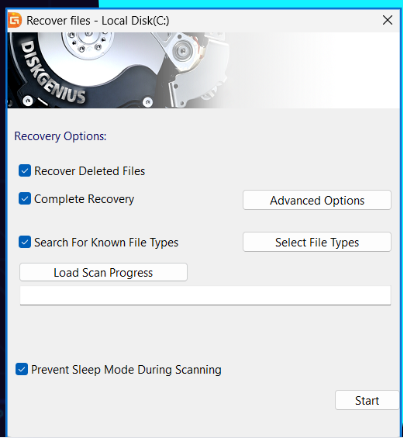 Recover files - Local Disk(C:)
DISKGENIUS
Recovery Options:
Recover Deleted Files
Complete Recovery
Advanced Options
Search For Known File Types
Select File Types
Load Scan Progress
Prevent Sleep Mode During Scanning
Start